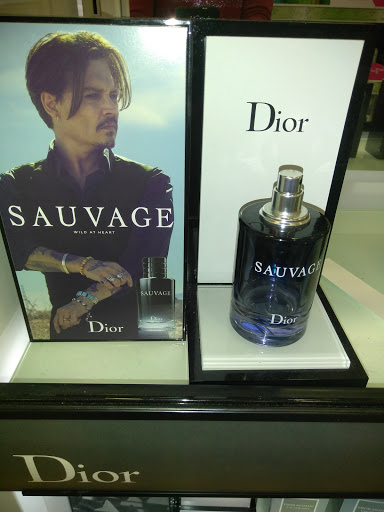 SAUVAGE
WILD AT HEART
SAUVAGE
Dior
Dior
SAUVAGE
Dior
Dior